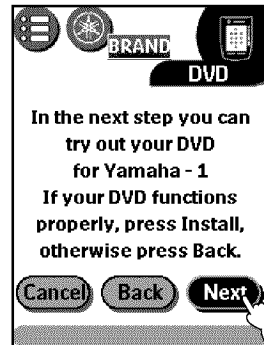 BRAND
DVD
In the next step you can
try out your DVD
for Yamaha - 1
If your DVD functions
properly, press Install,
otherwise press Back.
Cancel Back Next